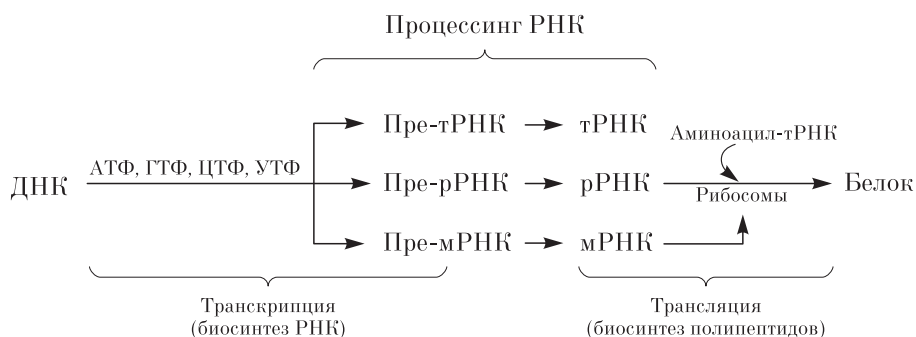 Процессинг РНК
Пре-тРНК тРНК
Аминоацил-тРНК
АТФ, ГТФ, ЦТФ, УТФ
ДНК Пре-рРНК рРНК Белок
Рибосомы
Пре-мРНК мРНК
Транскрипция
(биосинтез РНК)
Трансляция
(биосинтез полипептидов)